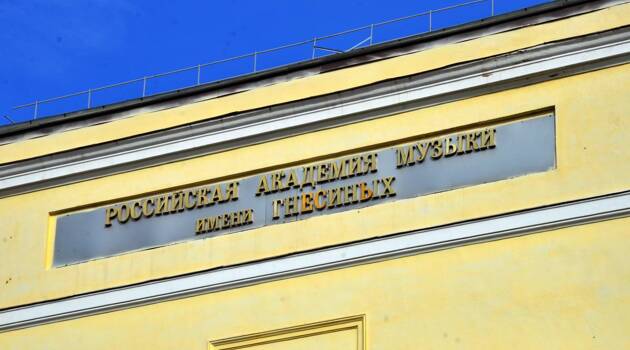 РОССИЙСКАЯ АКАДЕМИЯ МУЗЫКИ
ИМЕНИ ГНЕСИНЫХ